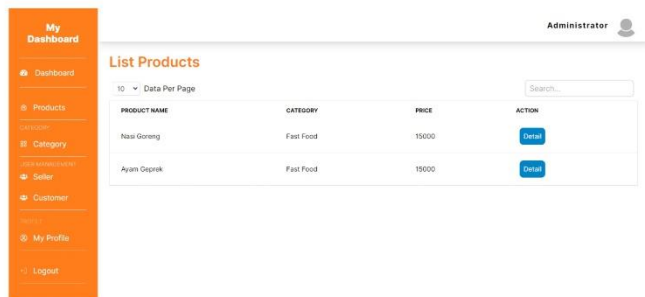 My
Dashboard
Dashboard
Products
CATEGORY
Category
USER MANAGEMENT
Seller
Customer
My Profile
Logout
Administrator
List Products
10 Data Per Page
Search...
PRODUCT NAME CATEGORY PRICE ACTION
Nasi Goreng Fast Food 15000 Detail
Ayam Geprek Fast Food 15000 Detail